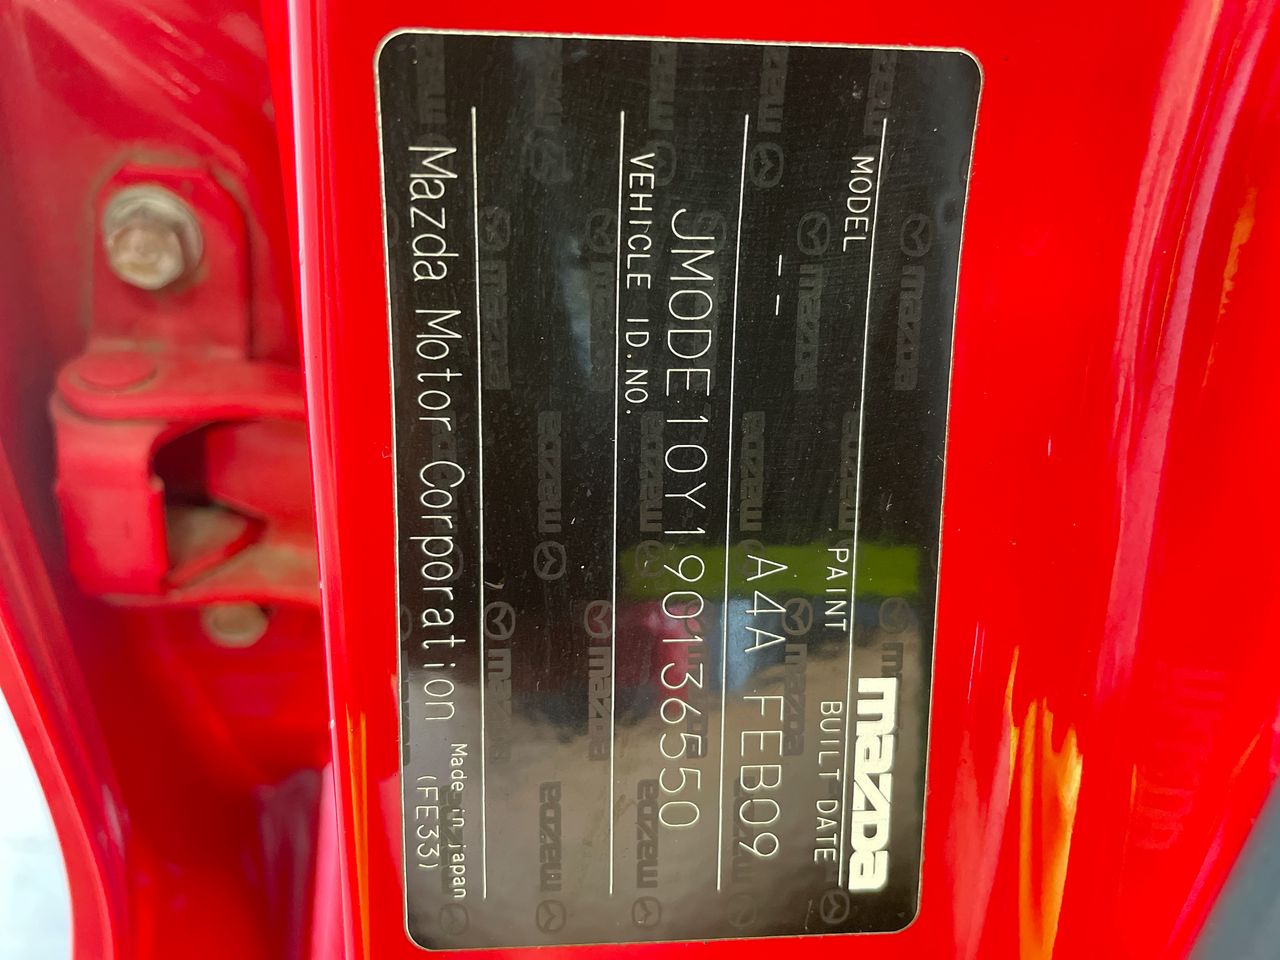 mazda
MODEL PAINT BUILT DATE
-- A4A FEB09
VEHICLE ID.NO.
JMODE10Y190136550
Mazda Motor Corporation Made in japan
(FE33)